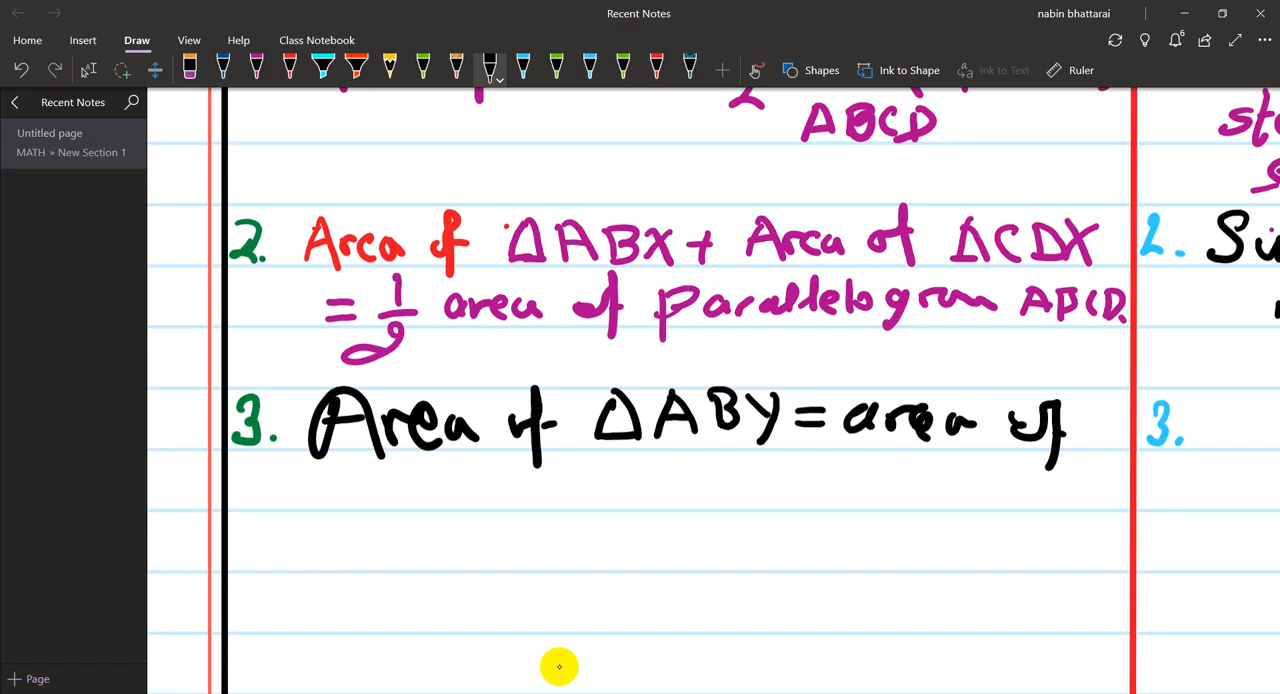 Recent Notes
nabin bhattarai
Home Insert Draw View Help Class Notebook
Shapes Ink to Shape Ink to Text Ruler
Recent Notes
Untitled page
MATH » New Section 1
ABCD
2. Area of ΔABX + Area of ΔCDX 2.
= 1/2 area of parallelogram ABCD.
3. Area of ΔABY = area of 3.
Page